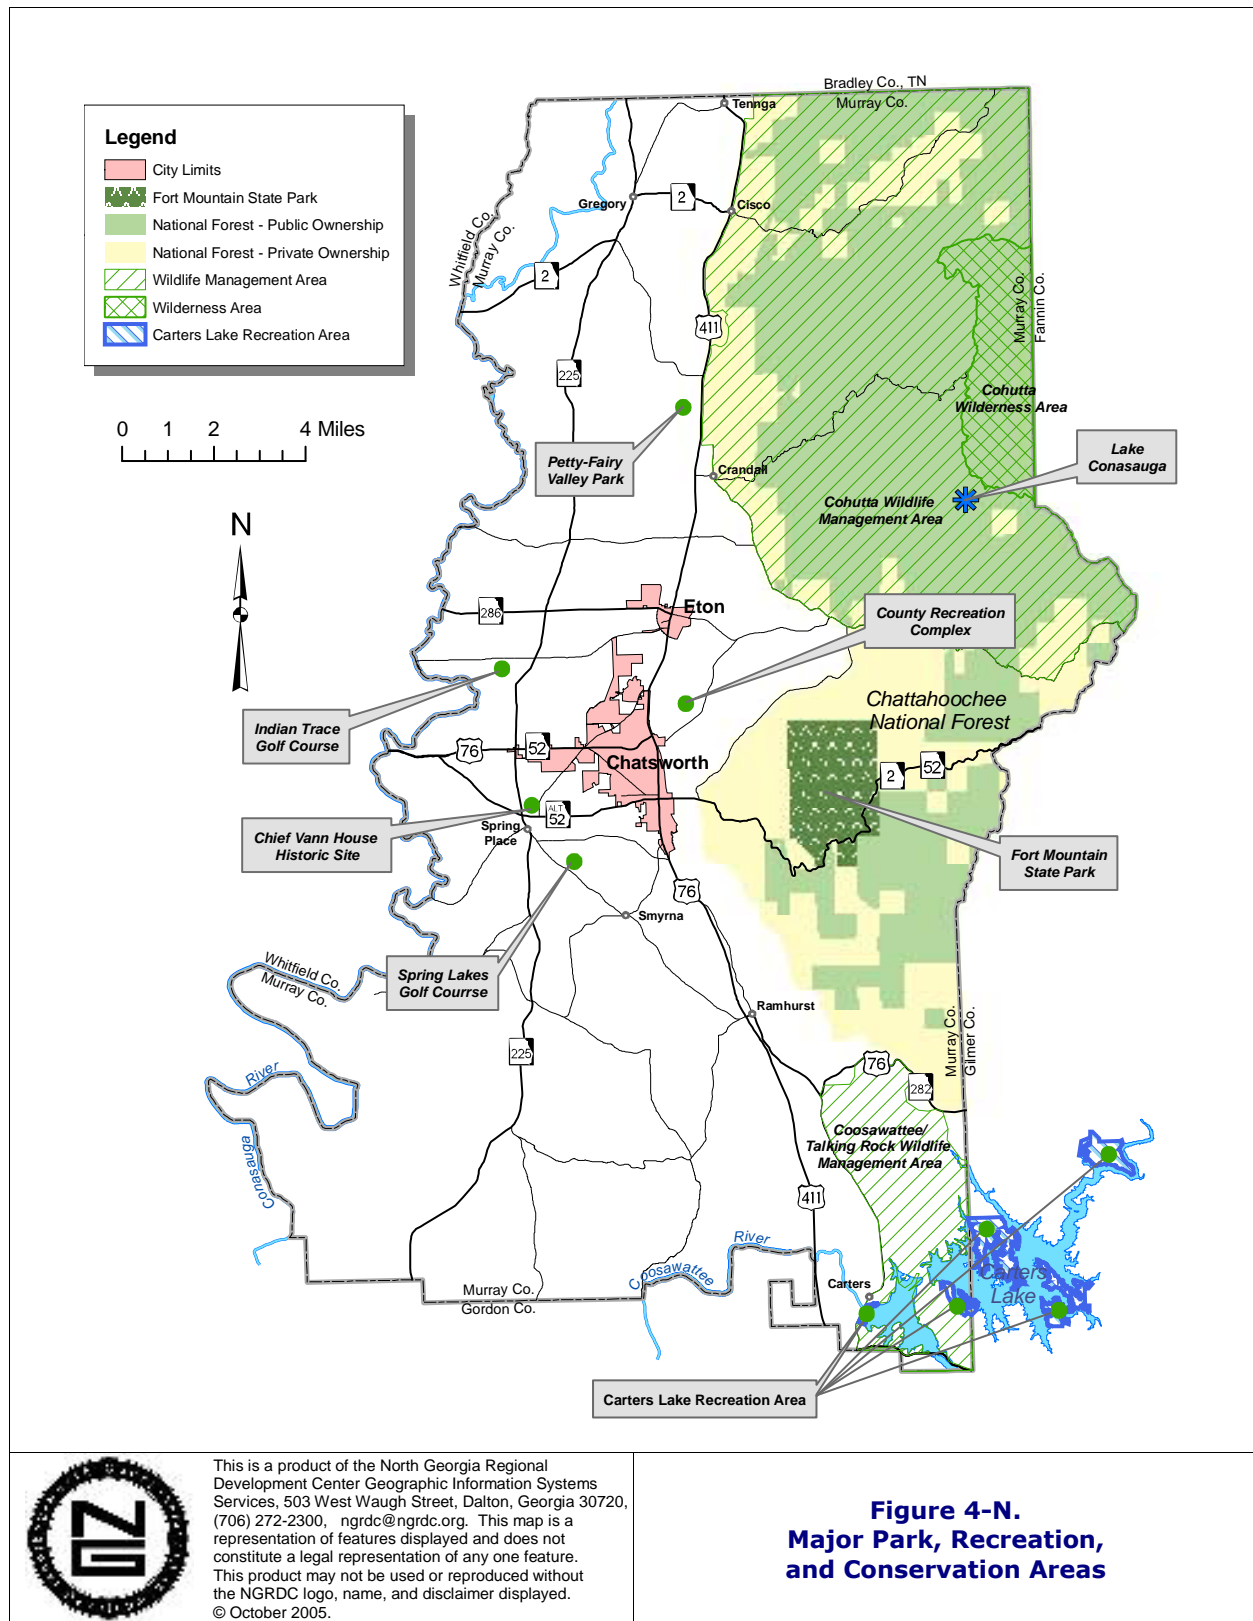 Bradley Co., TN
Murray Co.
Tennga
Legend
City Limits
Fort Mountain State Park
National Forest - Public Ownership
National Forest - Private Ownership
Wildlife Management Area
Wilderness Area
Carters Lake Recreation Area
Gregory
2
Cisco
Whitfield Co.
Murray Co.
2
411
225
Murray Co.
Fannin Co.
Cohutta
Wilderness Area
0 1 2 4 Miles
Petty-Fairy
Valley Park
Crandall
Lake
Conasauga
Cohutta Wildlife
Management Area
N
286
Eton
County Recreation
Complex
Indian Trace
Golf Course
Chattahoochee
National Forest
76
52
Chatsworth
2
52
Chief Vann House
Historic Site
ALT
52
Spring
Place
Fort Mountain
State Park
76
Smyrna
Whitfield Co.
Murray Co.
Spring Lakes
Golf Courrse
Ramhurst
225
Murray Co.
Gilmer Co.
76
282
River
Conasauga
Coosawattee/
Talking Rock Wildlife
Management Area
411
River
Coosawattee
Carters
Carters
Lake
Murray Co.
Gordon Co.
Carters Lake Recreation Area
NG
This is a product of the North Georgia Regional
Development Center Geographic Information Systems
Services, 503 West Waugh Street, Dalton, Georgia 30720,
(706) 272-2300, ngrdc@ngrdc.org. This map is a
representation of features displayed and does not
constitute a legal representation of any one feature.
This product may not be used or reproduced without
the NGRDC logo, name, and disclaimer displayed.
© October 2005.
Figure 4-N.
Major Park, Recreation,
and Conservation Areas